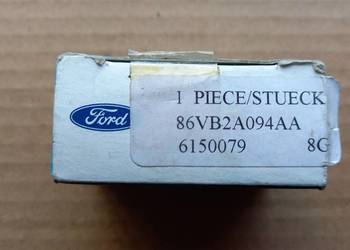 Ford
1 PIECE/STUECK
86VB2A094AA
6150079 8G